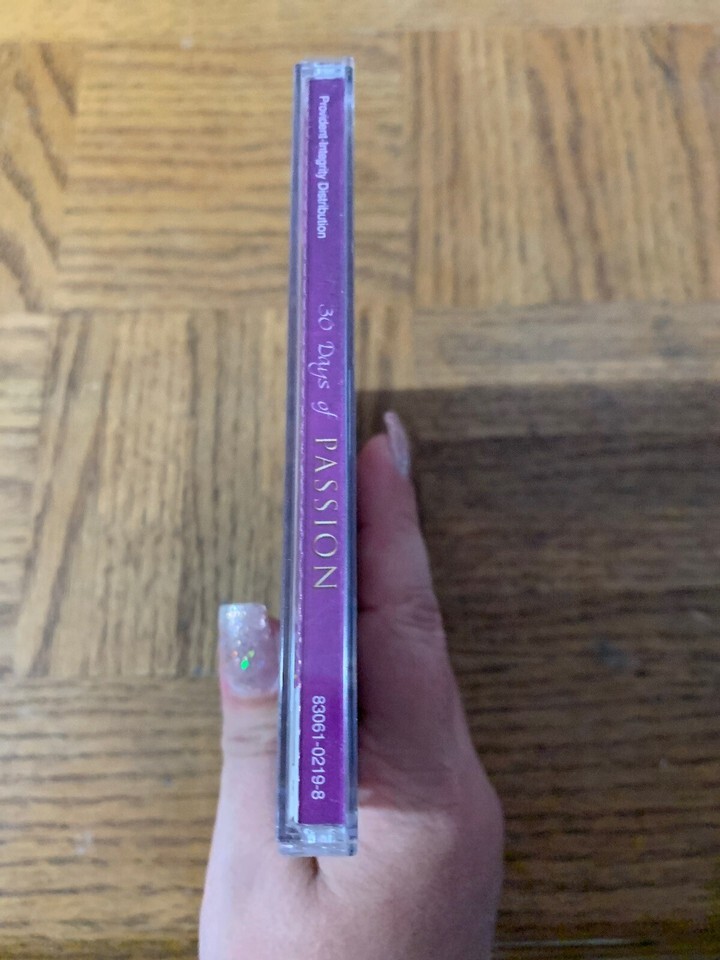 Provident-Integrity Distribution
30 Days of PASSION
83061-0219-8